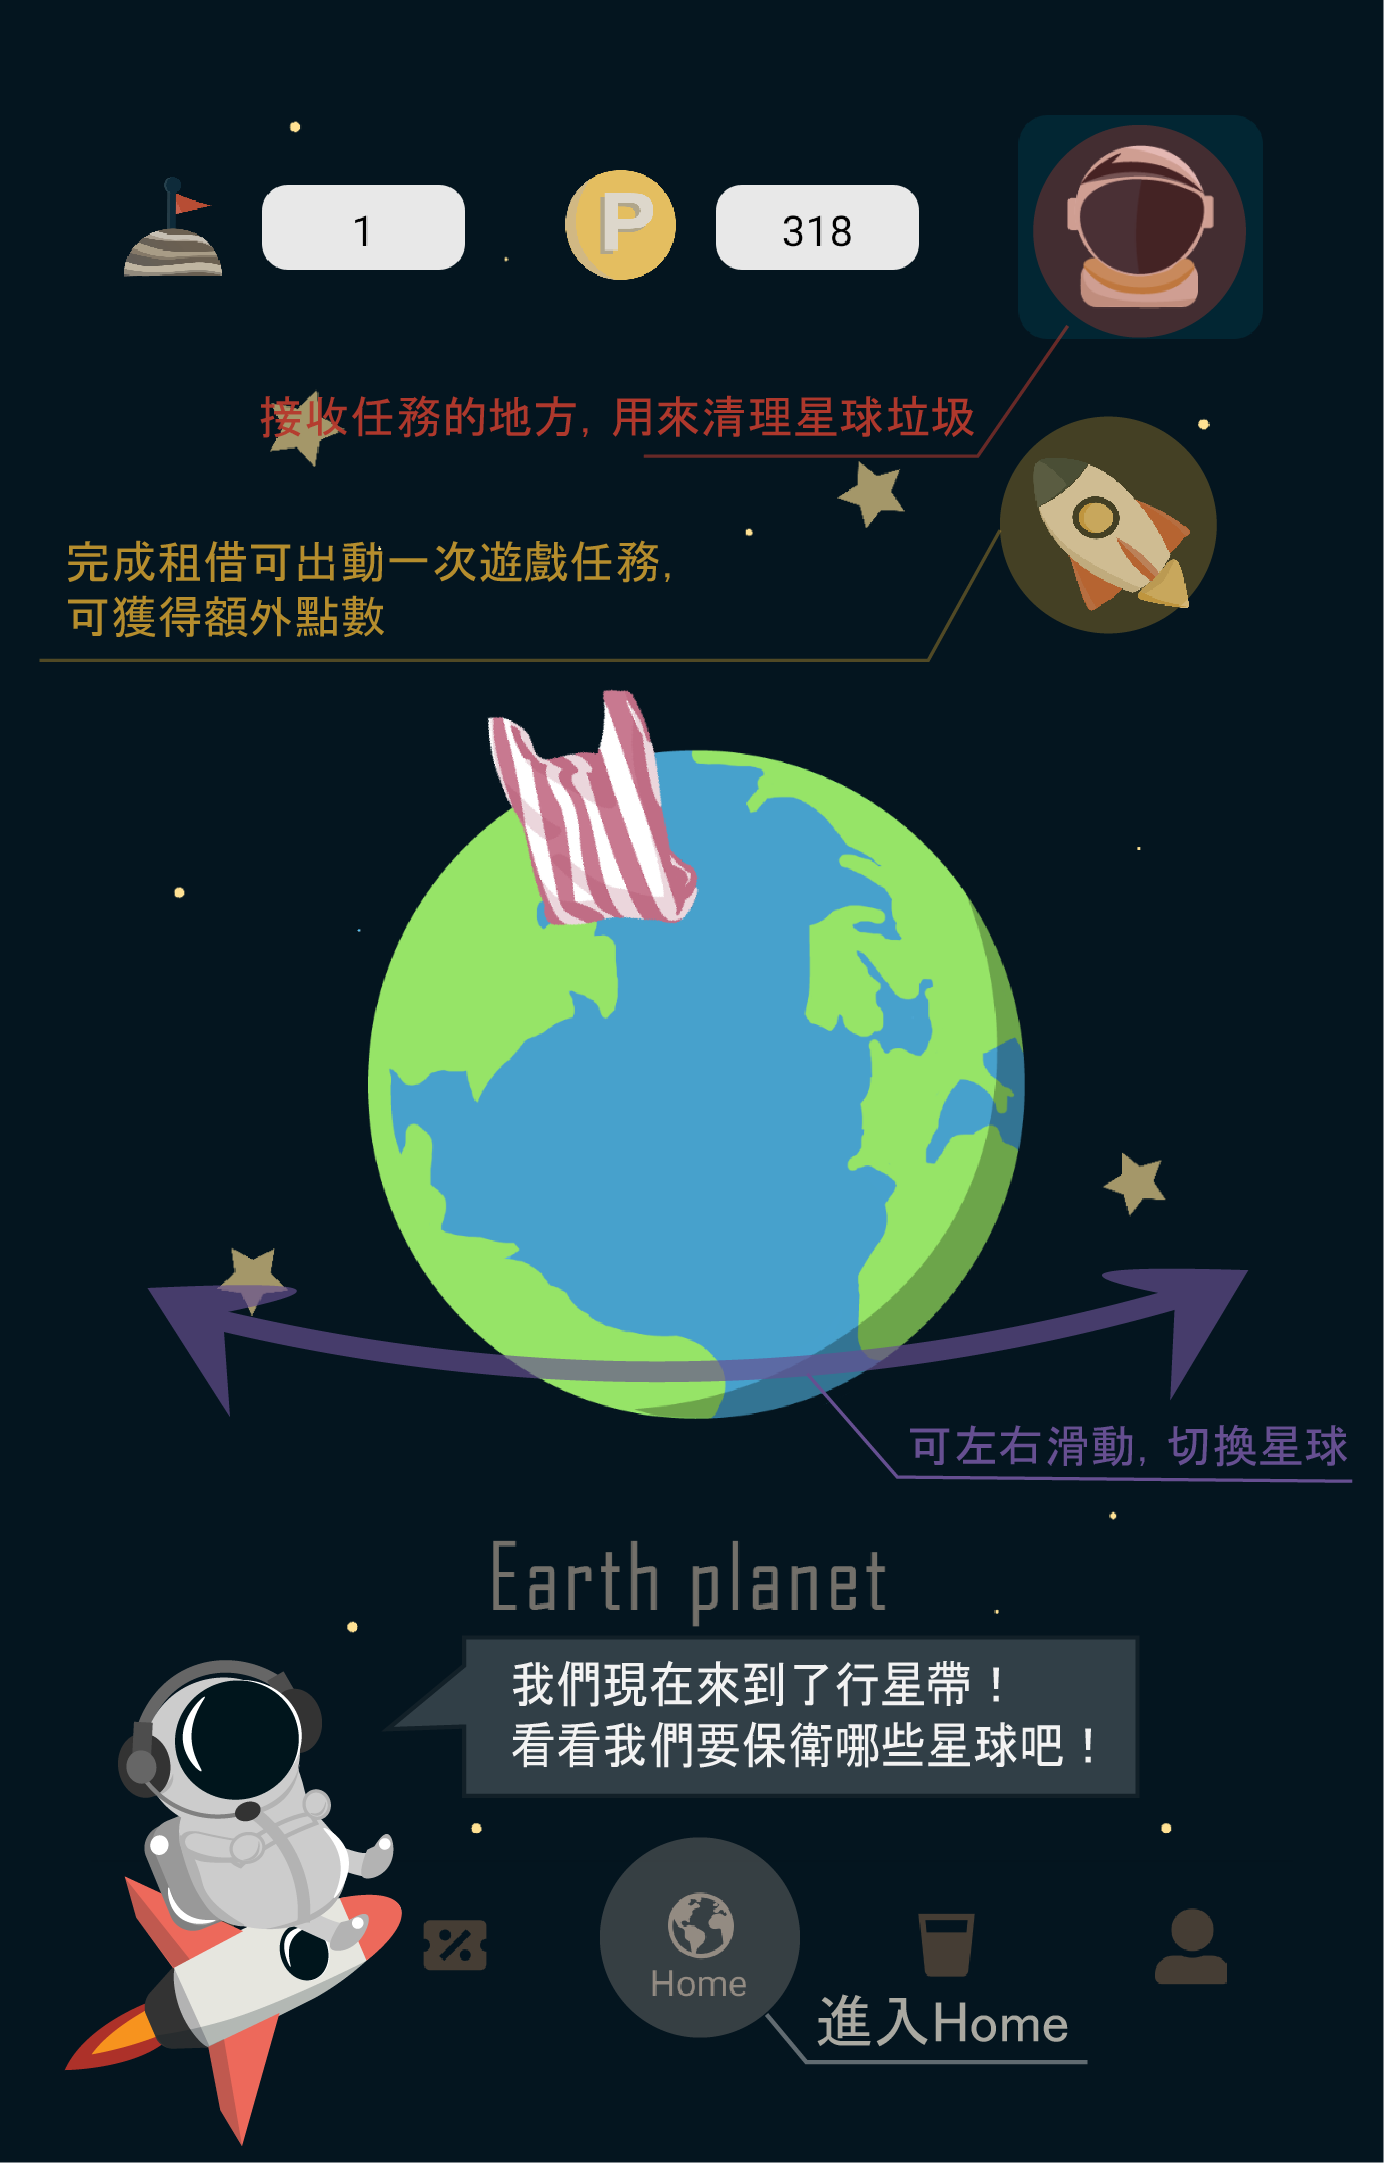 1
P
318
接收任務的地方, 用來清理星球垃圾
完成租借可出動一次遊戲任務,
可獲得額外點數
可左右滑動, 切換星球
Earth planet
我們現在來到了行星帶！
看看我們要保衛哪些星球吧！
Home
進入Home